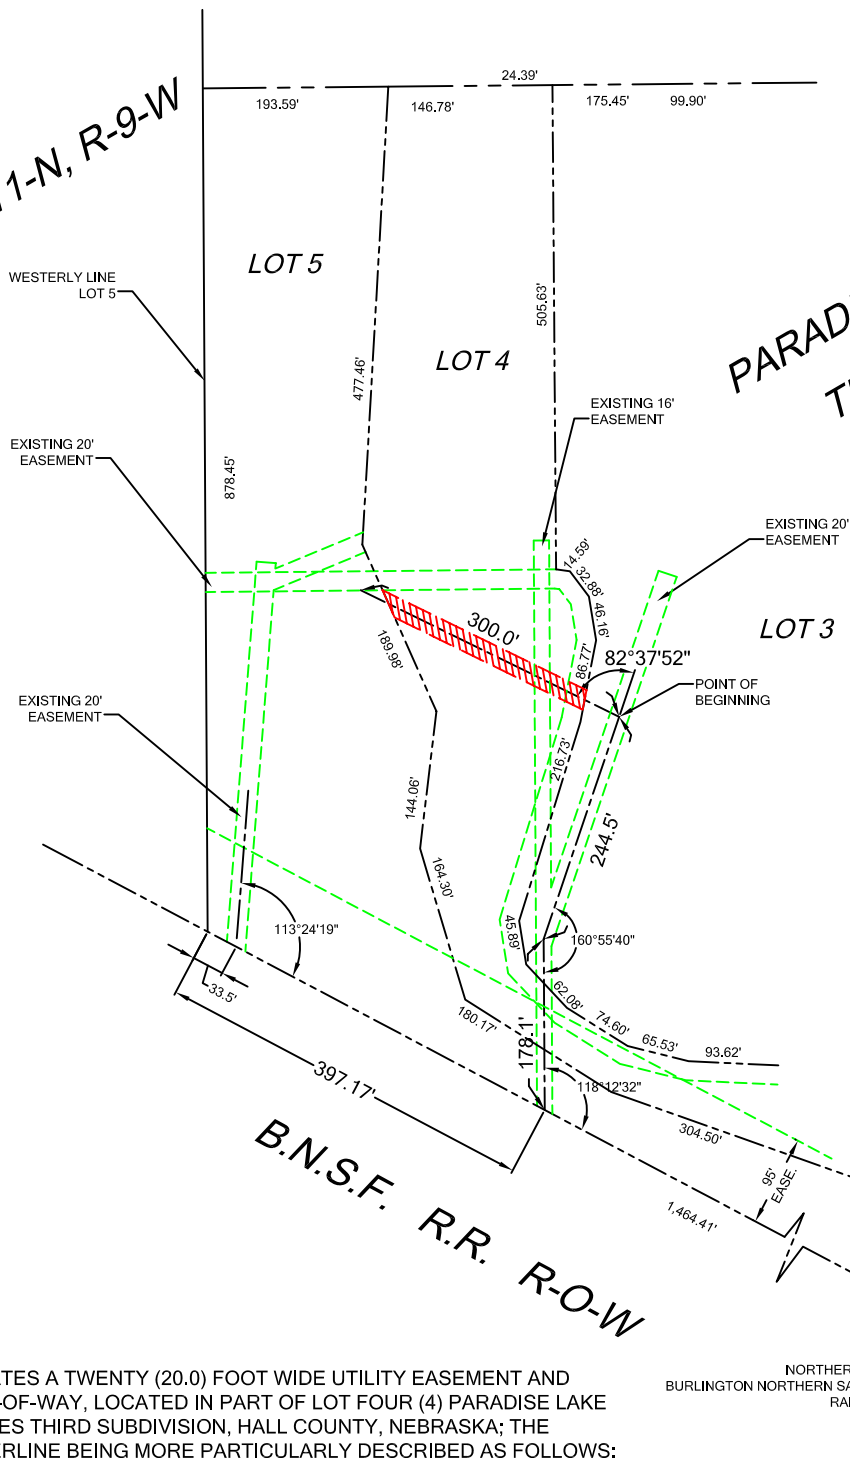 24.39'
193.59'
146.78'
175.45'
99.90'
1-N, R-9-W
LOT 5
WESTERLY LINE
LOT 5
505.63'
LOT 4
477.46'
EXISTING 16'
EASEMENT
EXISTING 20'
EASEMENT
878.45'
EXISTING 20'
EASEMENT
14.59'
32.88'
46.16'
LOT 3
300.0'
189.98'
86.77'
82°37'52"
POINT OF
BEGINNING
EXISTING 20'
EASEMENT
216.73'
144.06'
244.5'
164.30'
113°24'19"
45.89'
160°55'40"
33.5'
62.08'
180.17'
74.60'
65.53'
93.62'
178.1'
397.17'
118°12'32"
304.50'
95'
EASE.
1,464.41'
B.N.S.F. R.R. R-O-W
PARAD
T
NORTHER
BURLINGTON NORTHERN SA
RA
ATES A TWENTY (20.0) FOOT WIDE UTILITY EASEMENT AND
-OF-WAY, LOCATED IN PART OF LOT FOUR (4) PARADISE LAKE
ES THIRD SUBDIVISION, HALL COUNTY, NEBRASKA; THE
ERLINE BEING MORE PARTICULARLY DESCRIBED AS FOLLOWS: